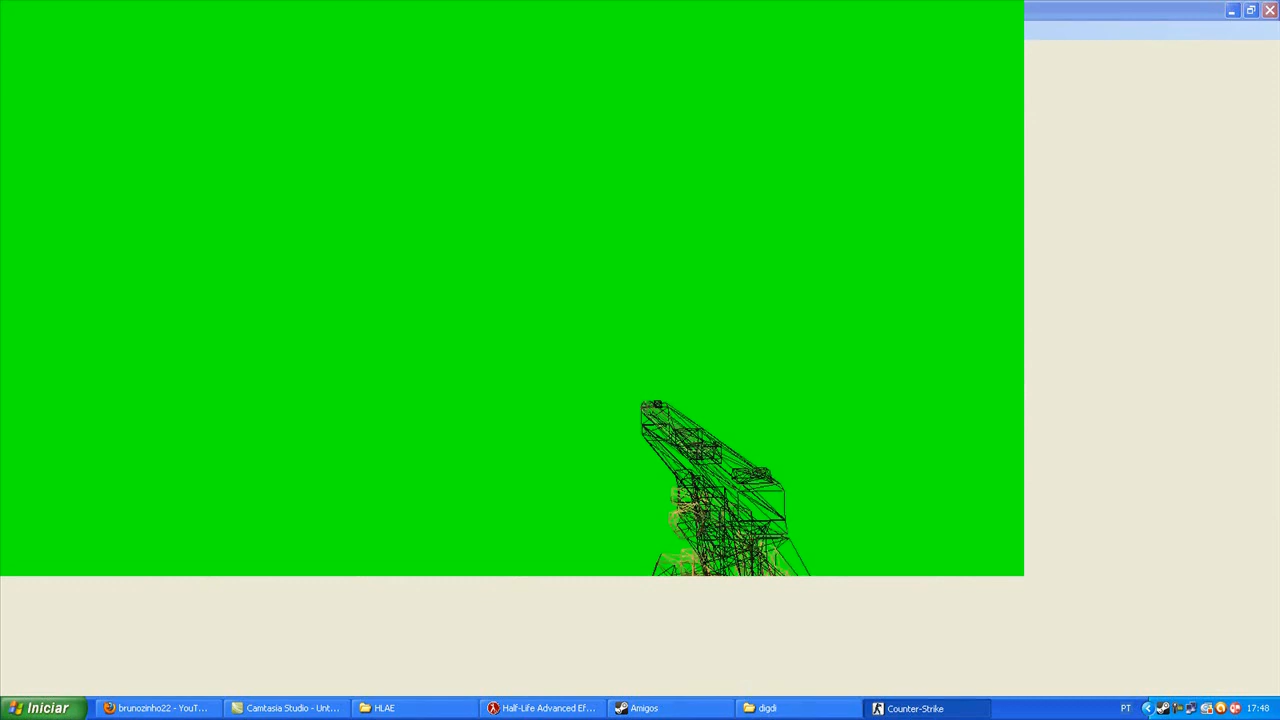 Iniciar
brunozinho22 - YouT...
Camtasia Studio - Unt...
HLAE
Half-Life Advanced Ef...
Amigos
digdi
Counter-Strike
PT
17:48